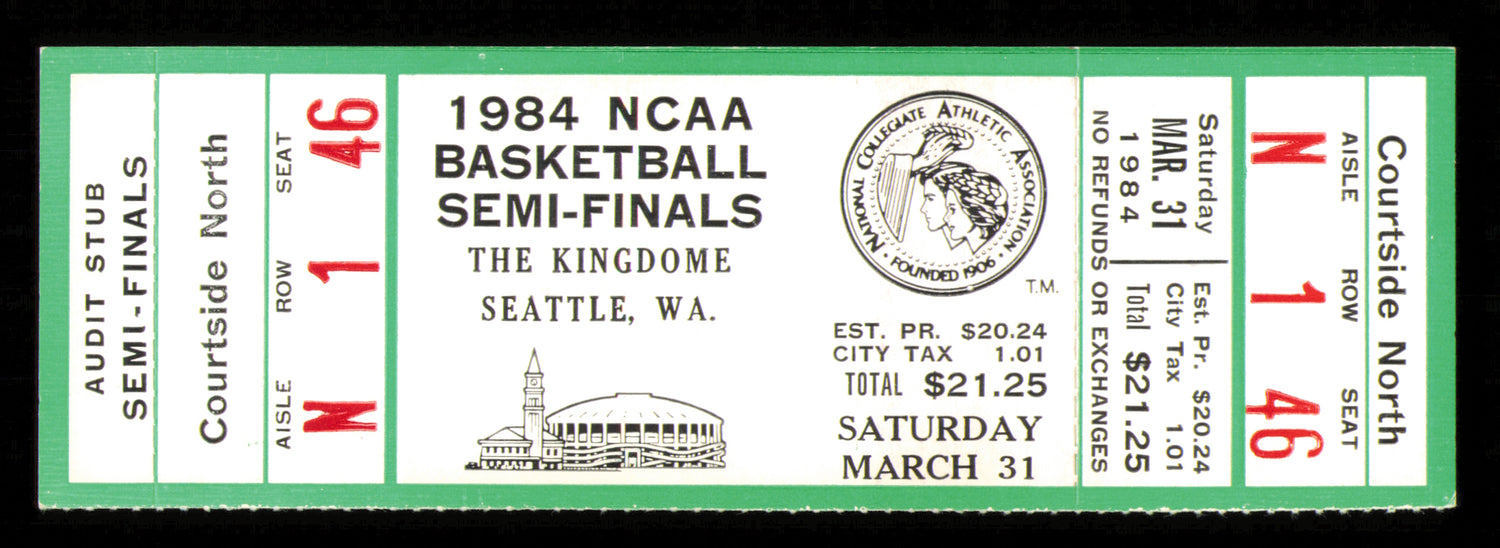 AUDIT STUB
SEMI-FINALS
Courtside North
AISLE ROW SEAT
N 1 46
1984 NCAA
BASKETBALL
SEMI-FINALS
THE KINGDOME
SEATTLE, WA.
NATIONAL COLLEGIATE ATHLETIC ASSOCIATION
• FOUNDED 1906 •
T.M.
EST. PR. $20.24
CITY TAX 1.01
TOTAL $21.25
SATURDAY
MARCH 31
Saturday
MAR. 31
1984
Est. Pr. $20.24
City Tax 1.01
Total $21.25
NO REFUNDS OR EXCHANGES
Courtside North
AISLE ROW SEAT
N 1 46